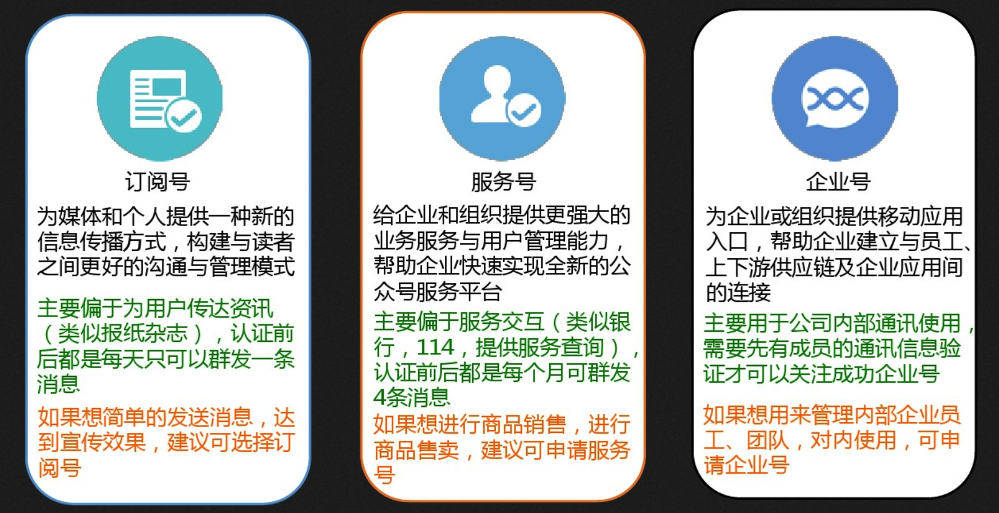 订阅号
为媒体和个人提供一种新的
信息传播方式，构建与读者
之间更好的沟通与管理模式
主要偏于为用户传达资讯
（类似报纸杂志），认证前
后都是每天只可以群发一条
消息
如果想简单的发送消息，达
到宣传效果，建议可选择订
阅号
服务号
给企业和组织提供更强大的
业务服务与用户管理能力，
帮助企业快速实现全新的公
众号服务平台
主要偏于服务交互（类似银
行，114，提供服务查询），
认证前后都是每个月可群发
4条消息
如果想进行商品销售，进行
商品售卖，建议可申请服务
号
企业号
为企业或组织提供移动应用
入口，帮助企业建立与员工、
上下游供应链及企业应用间
的连接
主要用于公司内部通讯使用，
需要先有成员的通讯信息验
证才可以关注成功企业号
如果想用来管理内部企业员
工、团队，对内使用，可申
请企业号